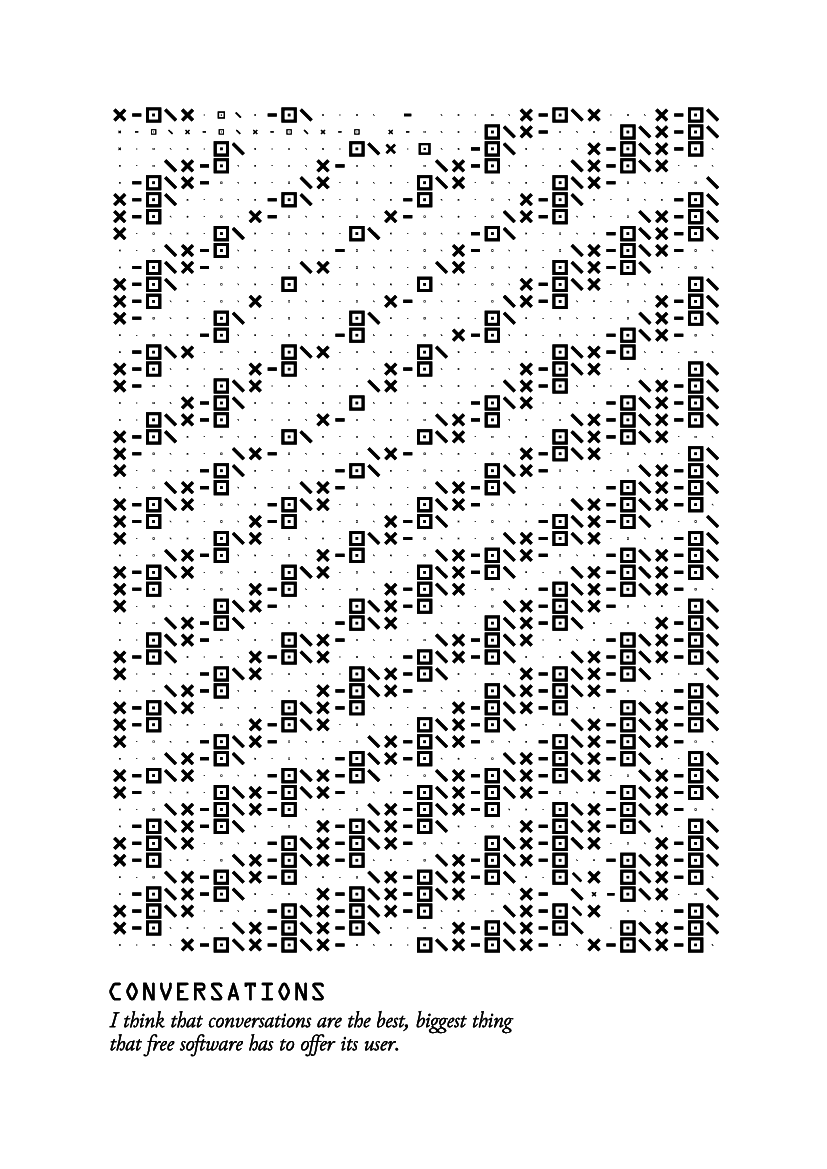 CONVERSATIONS
I think that conversations are the best, biggest thing
that free software has to offer its user.